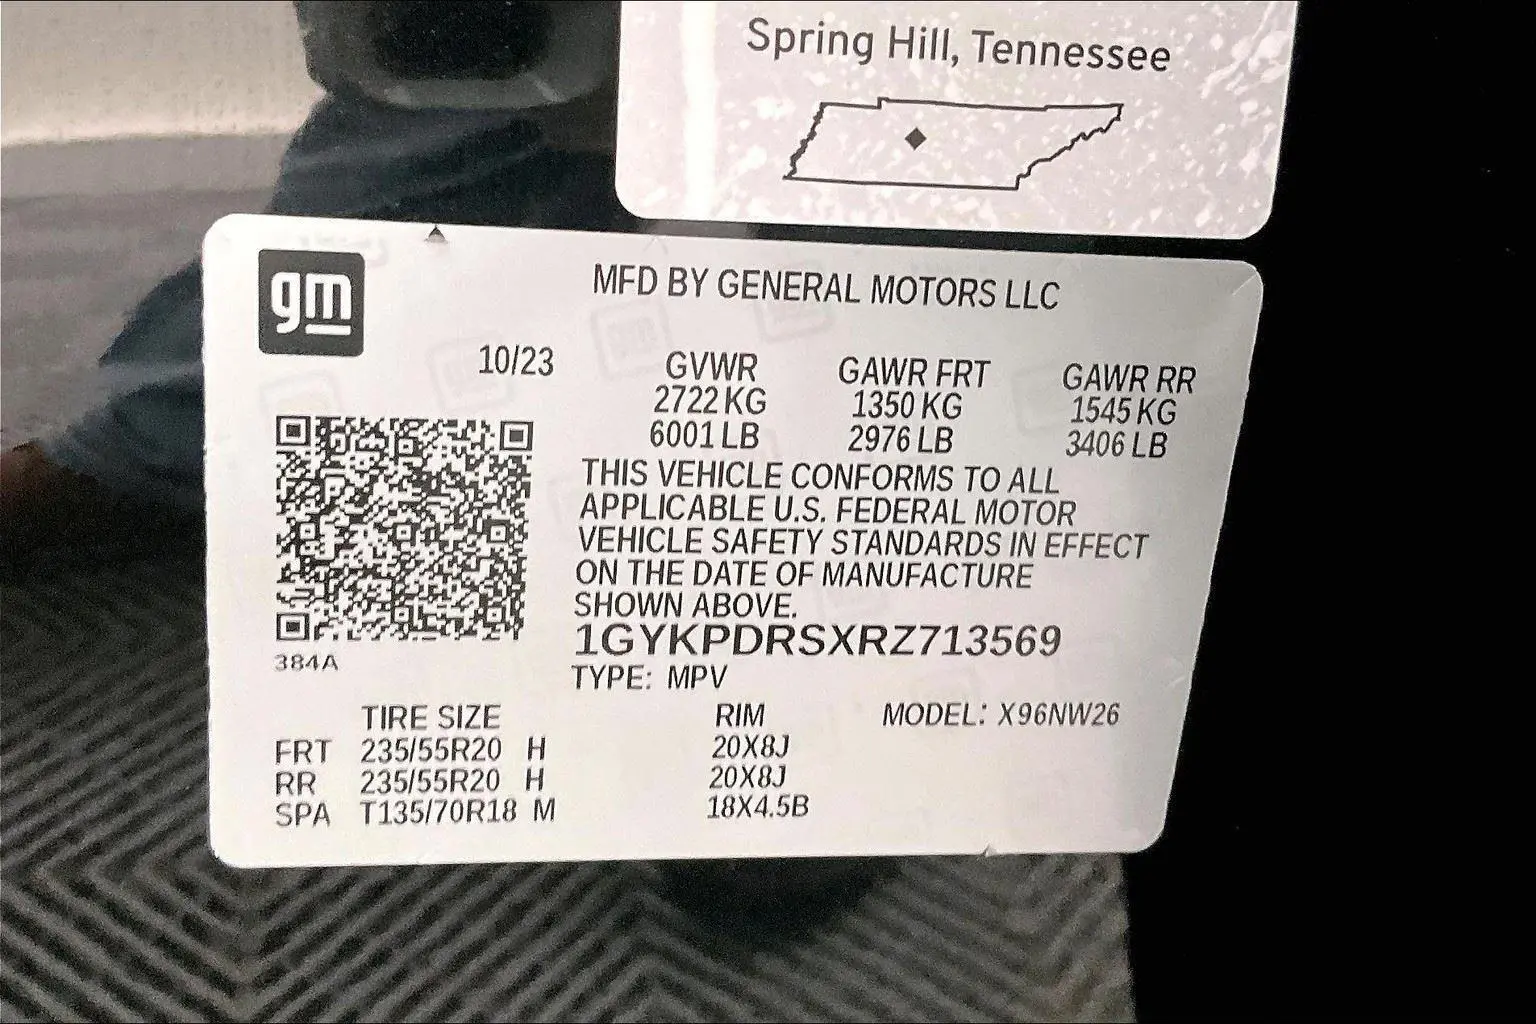 Spring Hill, Tennessee
gm
MFD BY GENERAL MOTORS LLC
10/23
GVWR GAWR FRT GAWR RR
2722 KG 1350 KG 1545 KG
6001 LB 2976 LB 3406 LB
THIS VEHICLE CONFORMS TO ALL
APPLICABLE U.S. FEDERAL MOTOR
VEHICLE SAFETY STANDARDS IN EFFECT
ON THE DATE OF MANUFACTURE
SHOWN ABOVE.
1GYKPDRSXRZ713569
384A
TYPE: MPV
TIRE SIZE RIM MODEL: X96NW26
FRT 235/55R20 H 20X8J
RR 235/55R20 H 20X8J
SPA T135/70R18 M 18X4.5B